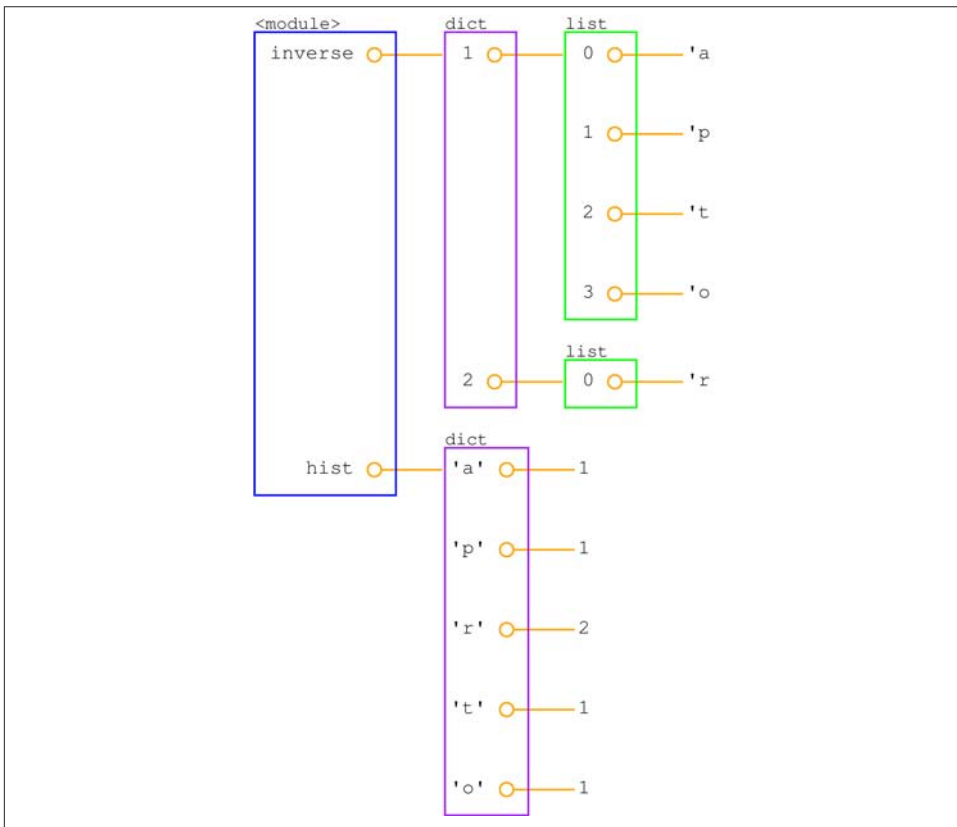 <module> dict list
inverse 1 0 'a
1 'p
2 't
3 'o
list
2 0 'r
dict
hist 'a' 1
'p' 1
'r' 2
't' 1
'o' 1